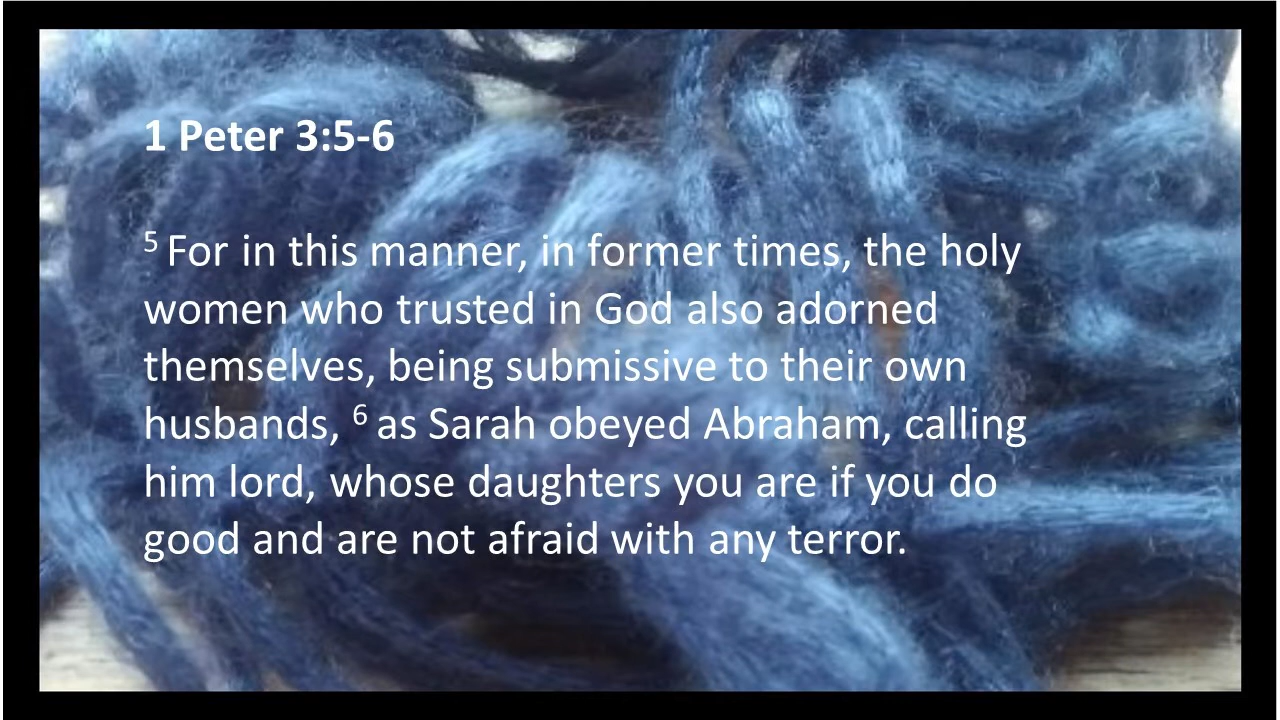 1 Peter 3:5-6
5 For in this manner, in former times, the holy
women who trusted in God also adorned
themselves, being submissive to their own
husbands, 6 as Sarah obeyed Abraham, calling
him lord, whose daughters you are if you do
good and are not afraid with any terror.